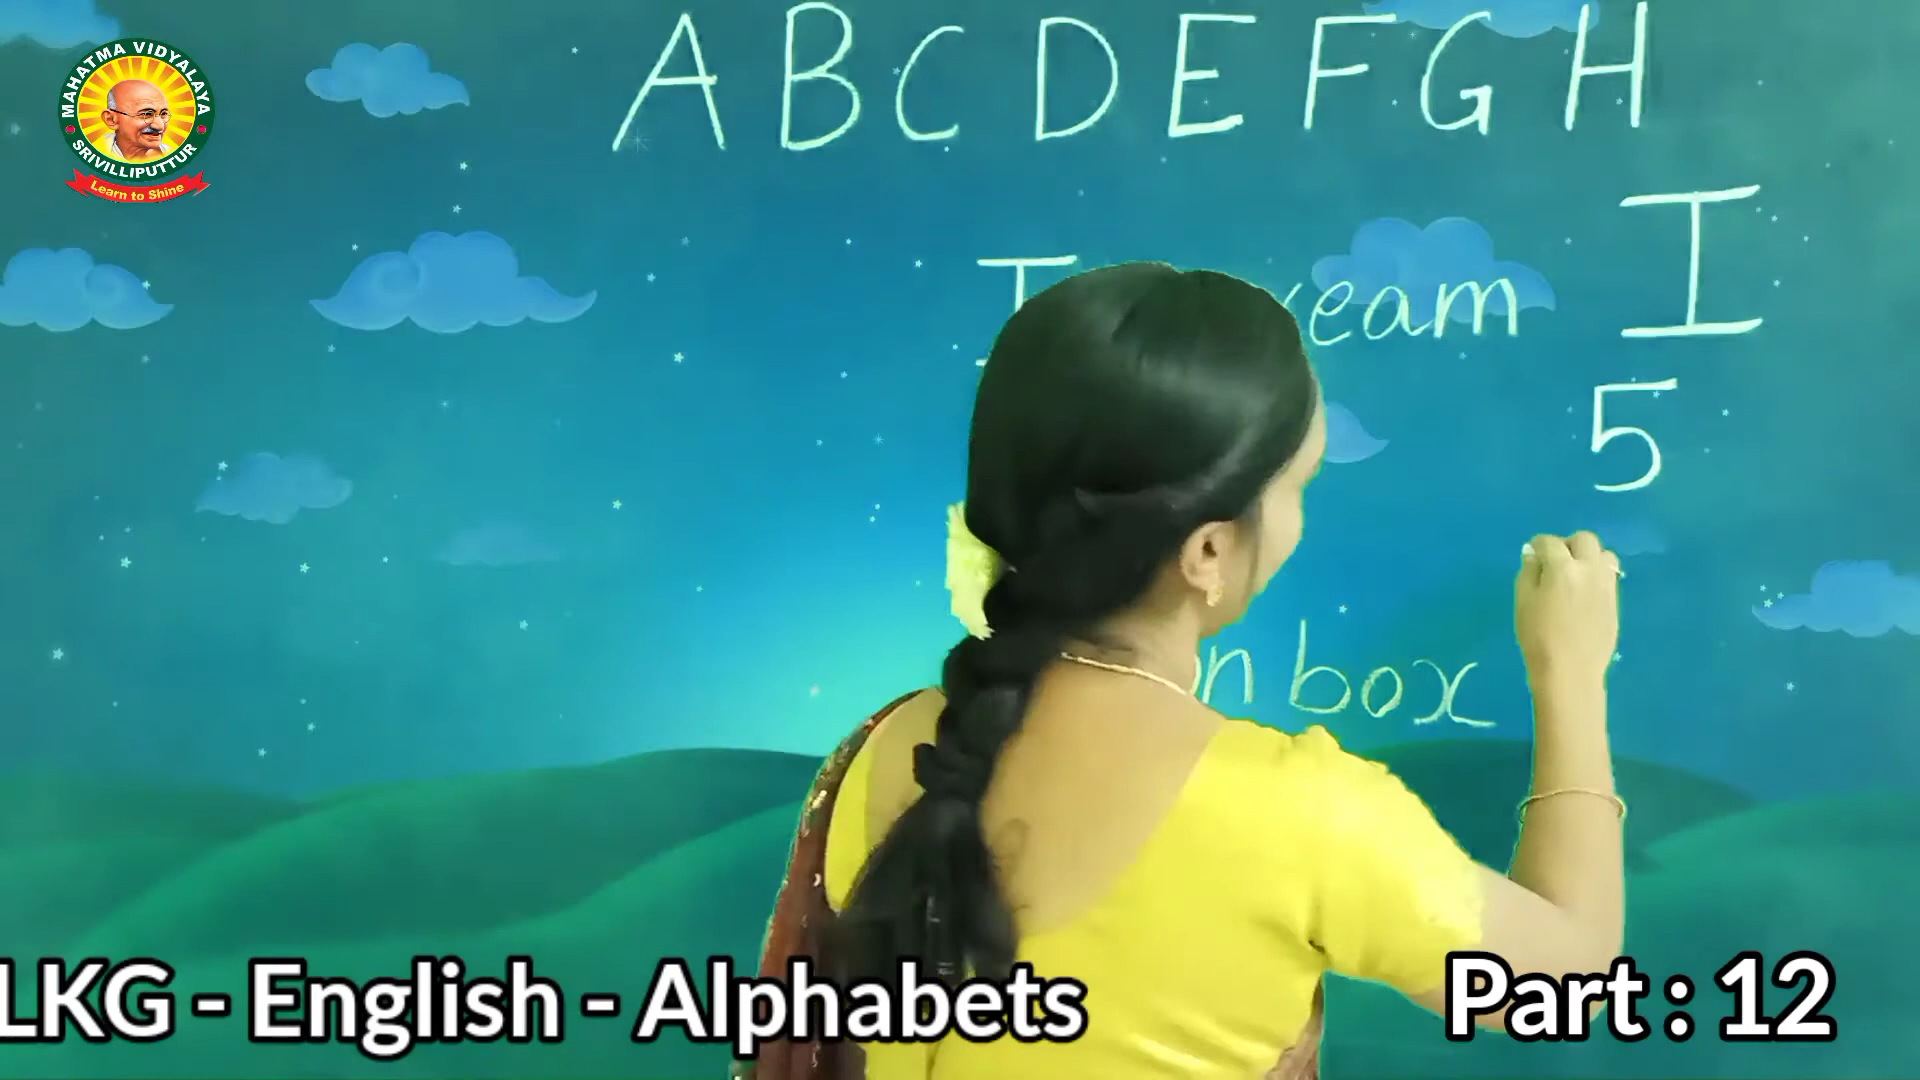 MAHATMA VIDYALAYA
SRIVILLIPUTTUR
Learn to Shine
A B C D E F G H
I
eam
5
box
LKG - English - Alphabets
Part : 12